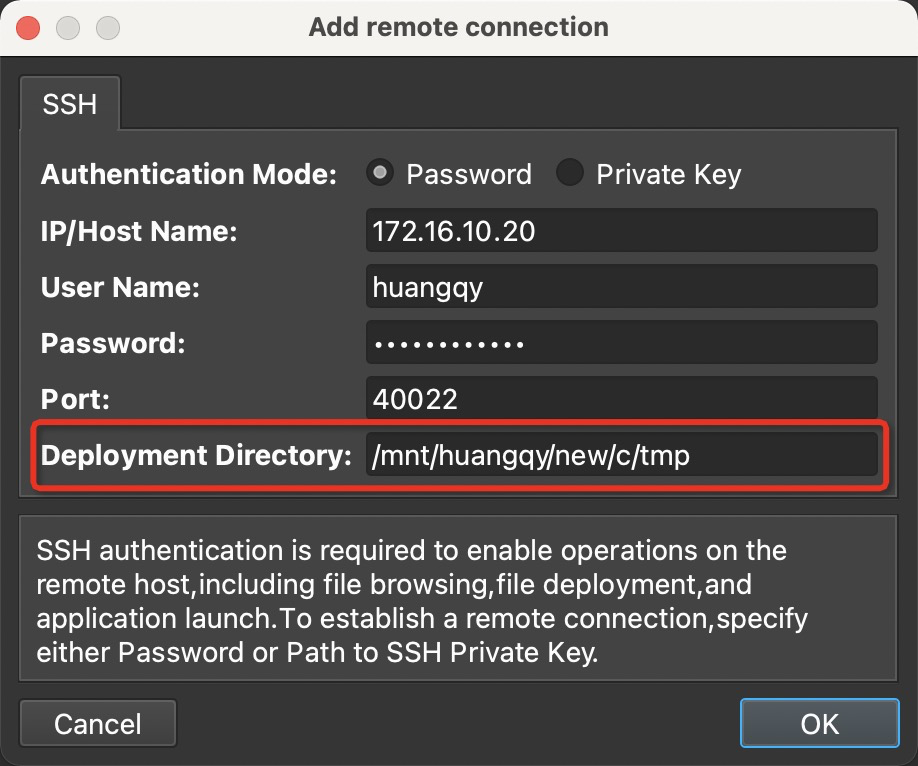 Add remote connection
SSH
Authentication Mode: Password Private Key
IP/Host Name: 172.16.10.20
User Name: huangqy
Password: ••••••••••••
Port: 40022
Deployment Directory: /mnt/huangqy/new/c/tmp
SSH authentication is required to enable operations on the
remote host,including file browsing,file deployment,and
application launch.To establish a remote connection,specify
either Password or Path to SSH Private Key.
Cancel OK